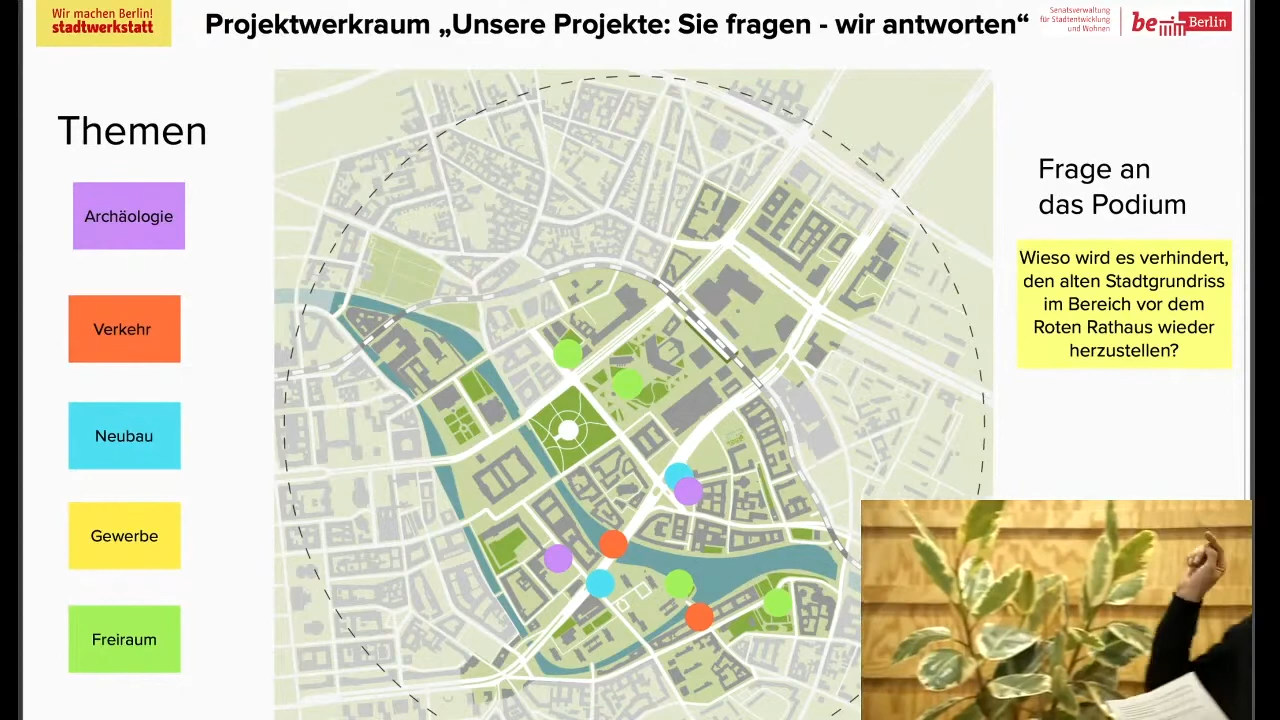 Wir machen Berlin!
stadtwerkstatt
Projektwerkraum „Unsere Projekte: Sie fragen - wir antworten“
Senatsverwaltung
für Stadtentwicklung
und Wohnen
be Berlin
Themen
Archäologie
Verkehr
Neubau
Gewerbe
Freiraum
Frage an
das Podium
Wieso wird es verhindert,
den alten Stadtgrundriss
im Bereich vor dem
Roten Rathaus wieder
herzustellen?